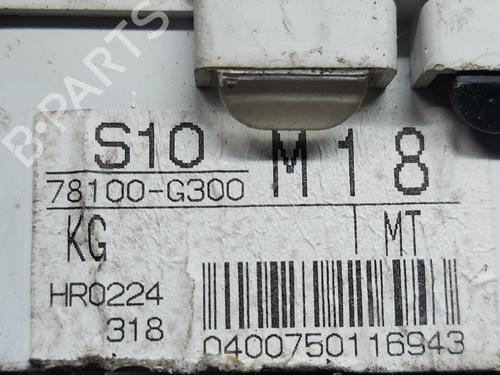 S10 M18
78100-G300
KG MT
HR0224
318
0400750116943
B-PARTS